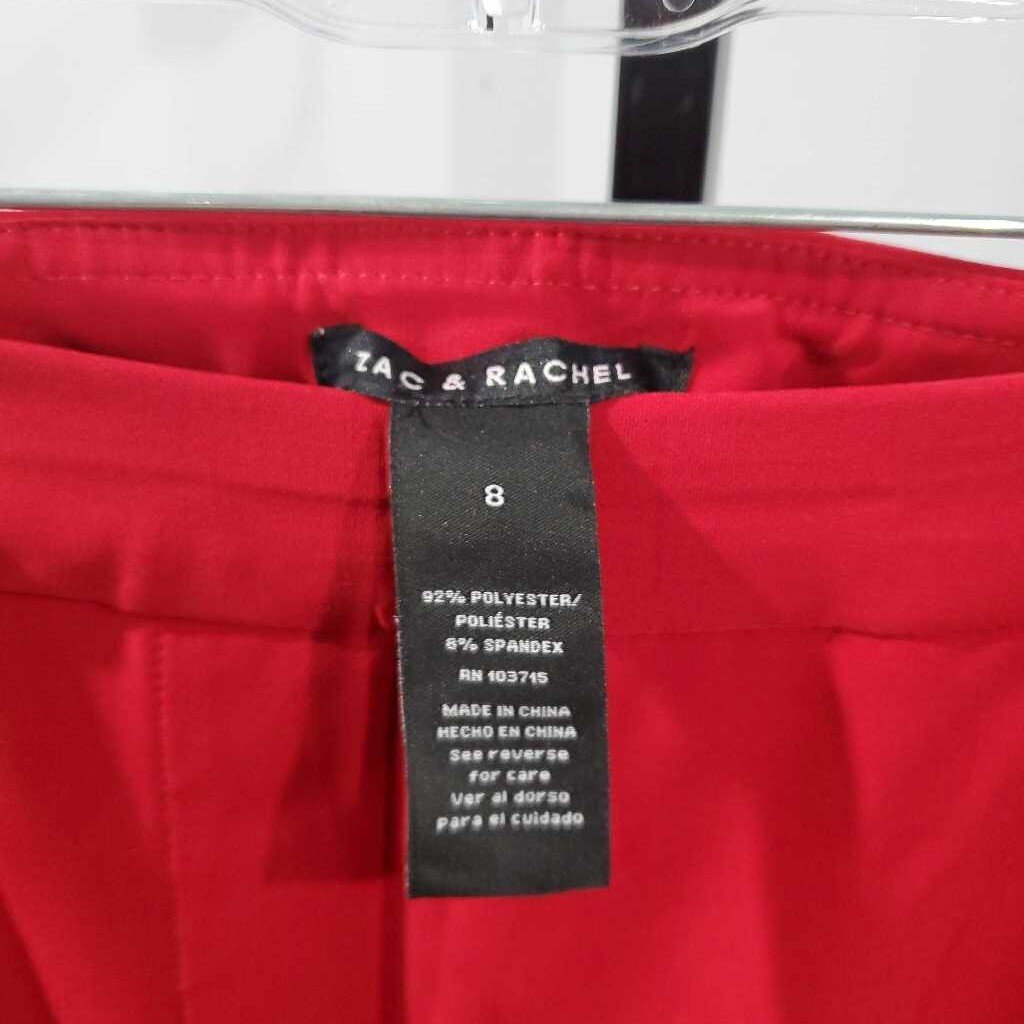 ZAC & RACHEL
8
92% POLYESTER/
POLIÉSTER
8% SPANDEX
RN 103715
MADE IN CHINA
HECHO EN CHINA
See reverse
for care
Ver al dorso
para el cuidado